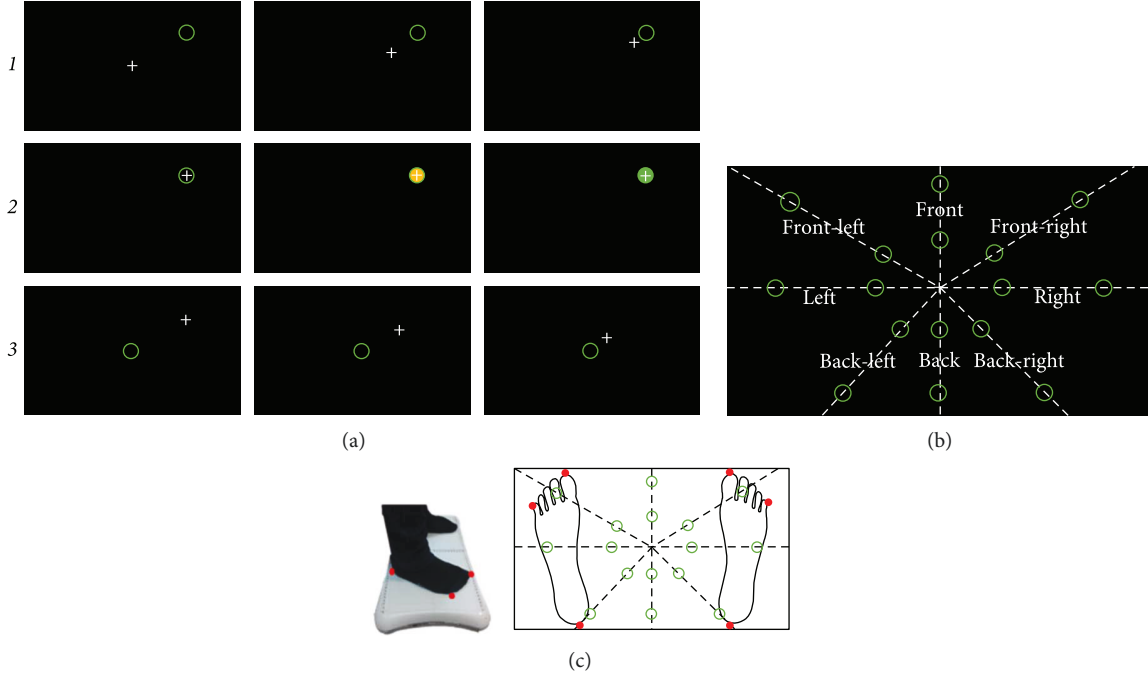 1
2
3
(a)
Front
Front-left
Front-right
Left
Right
Back-left
Back
Back-right
(b)
(c)